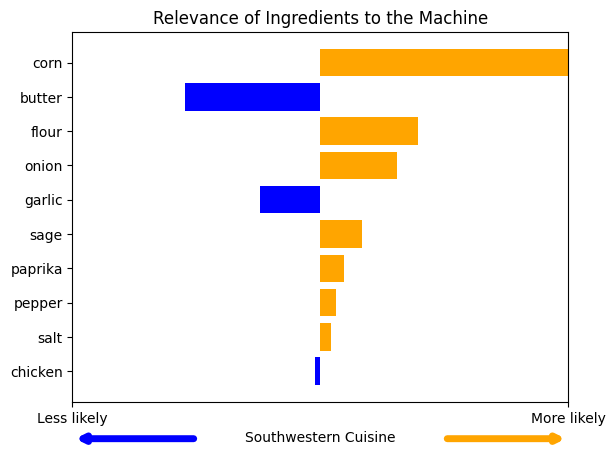 Relevance of Ingredients to the Machine
corn
butter
flour
onion
garlic
sage
paprika
pepper
salt
chicken
Less likely
More likely
Southwestern Cuisine